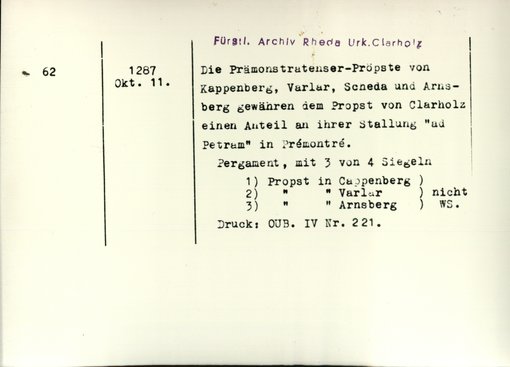 Fürstl. Archiv Rheda Urk.Clarholz
62
1287
Okt. 11.
Die Prämonstratenser-Pröpste von
Kappenberg, Varlar, Scheda und Arns-
berg gewähren dem Propst von Clarholz
einen Anteil an ihrer Stallung "ad
Petram" in Prémontré.
Pergament, mit 3 von 4 Siegeln
1) Propst in Cappenberg )
2) " " Varlar ) nicht
3) " " Arnsberg ) WS.
Druck: OUB. IV Nr. 221.